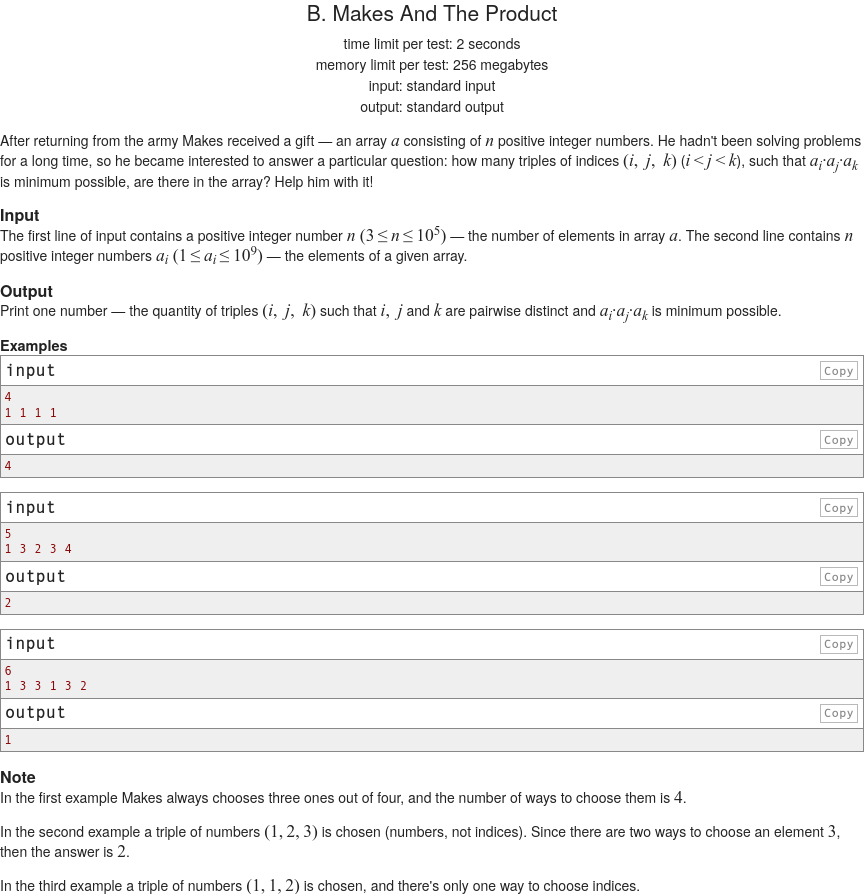 B. Makes And The Product
time limit per test: 2 seconds
memory limit per test: 256 megabytes
input: standard input
output: standard output
After returning from the army Makes received a gift — an array a consisting of n positive integer numbers. He hadn't been solving problems
for a long time, so he became interested to answer a particular question: how many triples of indices (i, j, k) (i < j < k), such that a_i·a_j·a_k
is minimum possible, are there in the array? Help him with it!
Input
The first line of input contains a positive integer number n (3 ≤ n ≤ 10^5) — the number of elements in array a. The second line contains n
positive integer numbers a_i (1 ≤ a_i ≤ 10^9) — the elements of a given array.
Output
Print one number — the quantity of triples (i, j, k) such that i, j and k are pairwise distinct and a_i·a_j·a_k is minimum possible.
Examples
input Copy
4
1 1 1 1
output Copy
4
input Copy
5
1 3 2 3 4
output Copy
2
input Copy
6
1 3 3 1 3 2
output Copy
1
Note
In the first example Makes always chooses three ones out of four, and the number of ways to choose them is 4.
In the second example a triple of numbers (1, 2, 3) is chosen (numbers, not indices). Since there are two ways to choose an element 3,
then the answer is 2.
In the third example a triple of numbers (1, 1, 2) is chosen, and there's only one way to choose indices.